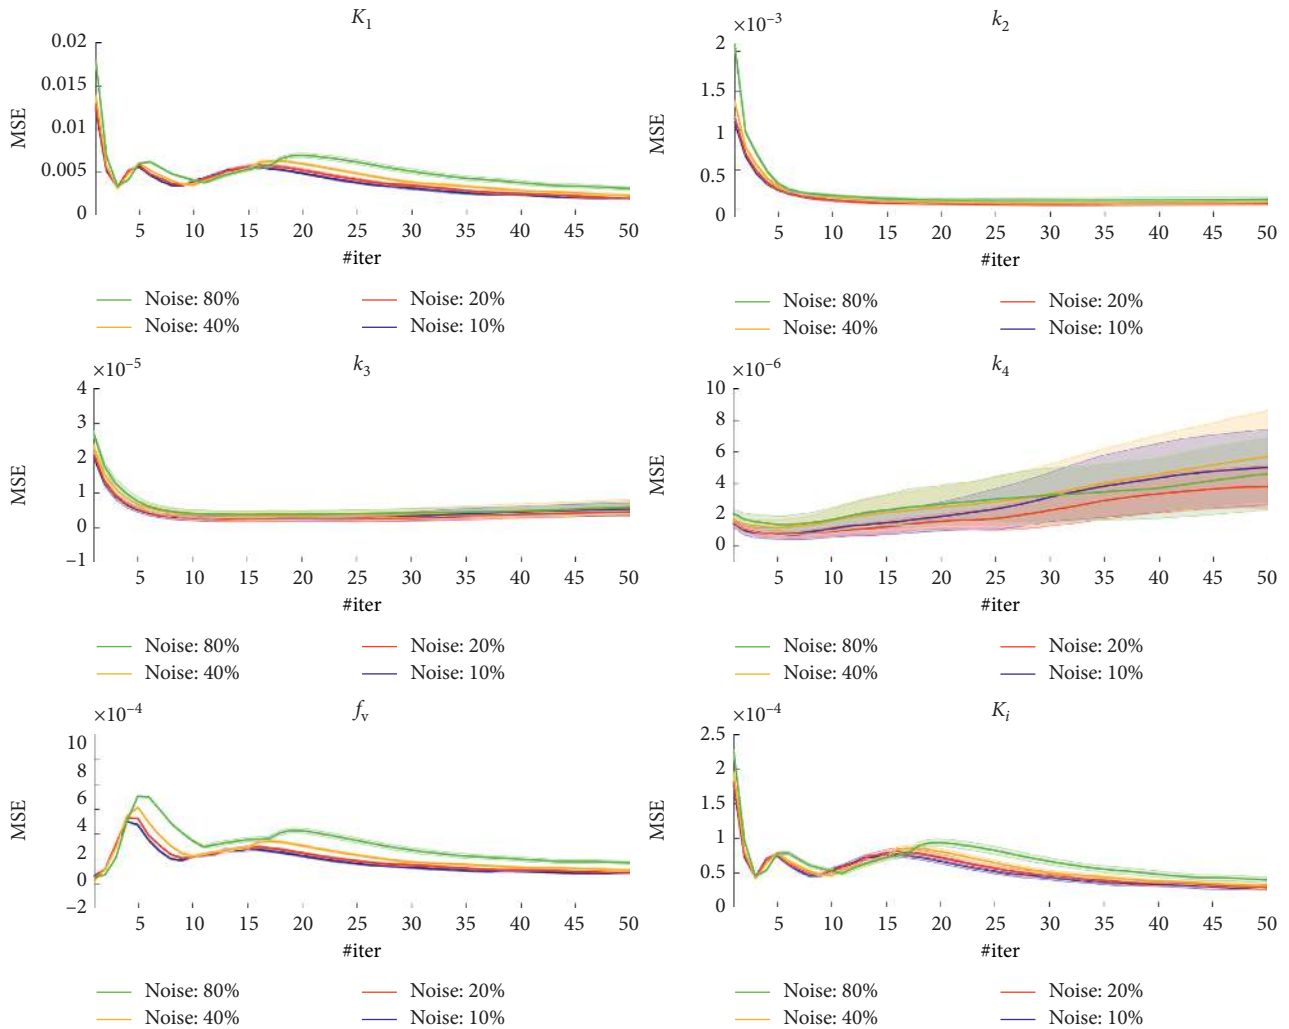 K1
MSE
0.02
0.015
0.01
0.005
0
5 10 15 20 25 30 35 40 45 50
#iter
Noise: 80% Noise: 20%
Noise: 40% Noise: 10%
k2
×10–3
MSE
2
1.5
1
0.5
0
5 10 15 20 25 30 35 40 45 50
#iter
80% Noise: 20%
Noise: 40% Noise: 10%
k3
×10–5
MSE
4
3
2
1
0
–1
5 10 15 20 25 30 35 40 45 50
#iter
Noise: 80% Noise: 20%
Noise: 40% Noise: 10%
k4
×10–6
MSE
10
8
6
4
2
0
5 10 15 20 25 30 35 40 45 50
#iter
Noise: 80% Noise: 20%
Noise: 40% Noise: 10%
fv
×10–4
MSE
10
8
6
4
2
0
–2
5 10 15 20 25 30 35 40 45 50
#iter
Noise: 80% Noise: 20%
Noise: 40% Noise: 10%
Ki
×10–4
MSE
2.5
2
1.5
1
0.5
0
5 10 15 20 25 30 35 40 45 50
#iter
Noise: 80% Noise: 20%
Noise: 40% Noise: 10%